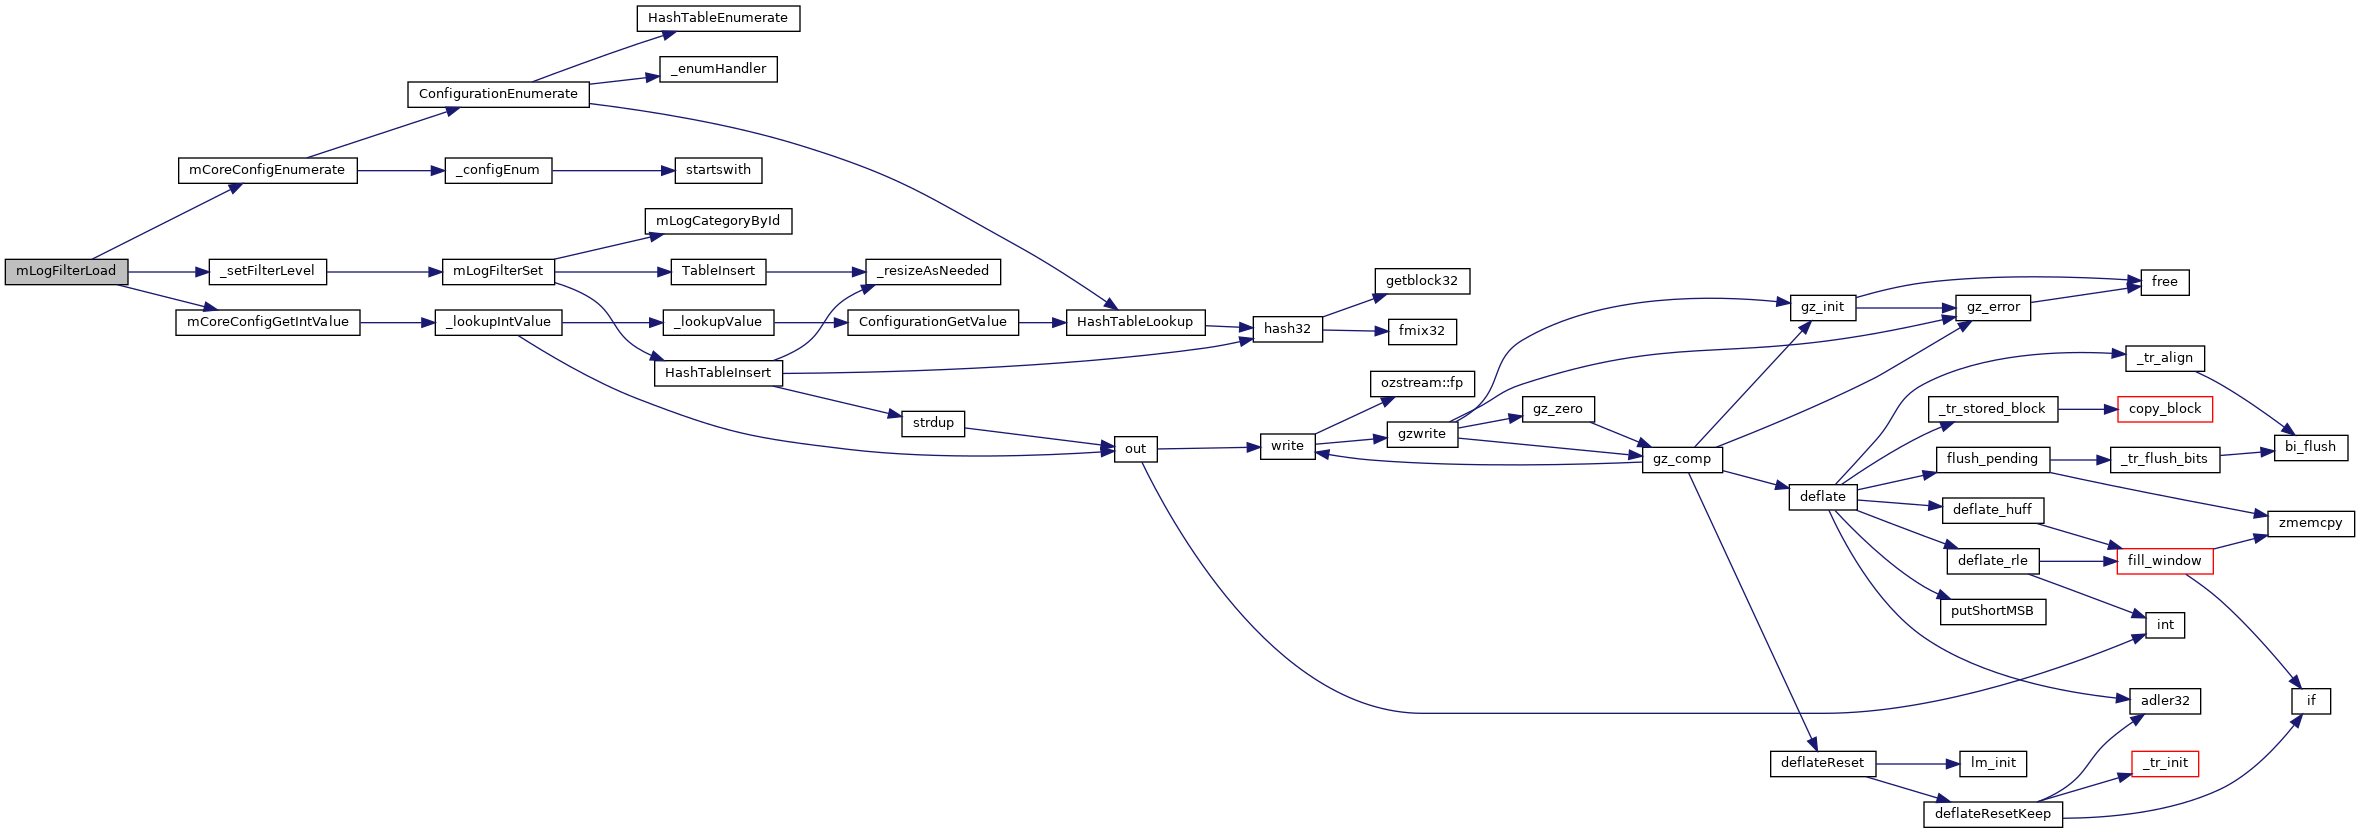 mLogFilterLoad
mCoreConfigEnumerate
_setFilterLevel
mCoreConfigGetIntValue
ConfigurationEnumerate
_configEnum
mLogFilterSet
_lookupIntValue
HashTableEnumerate
_enumHandler
startswith
mLogCategoryById
TableInsert
_lookupValue
HashTableInsert
_resizeAsNeeded
ConfigurationGetValue
strdup
HashTableLookup
out
hash32
write
getblock32
fmix32
ozstream::fp
gzwrite
gz_zero
gz_comp
gz_init
deflate
deflateReset
gz_error
_tr_stored_block
flush_pending
deflate_huff
deflate_rle
putShortMSB
lm_init
deflateResetKeep
free
_tr_align
copy_block
_tr_flush_bits
fill_window
int
adler32
_tr_init
bi_flush
zmemcpy
if